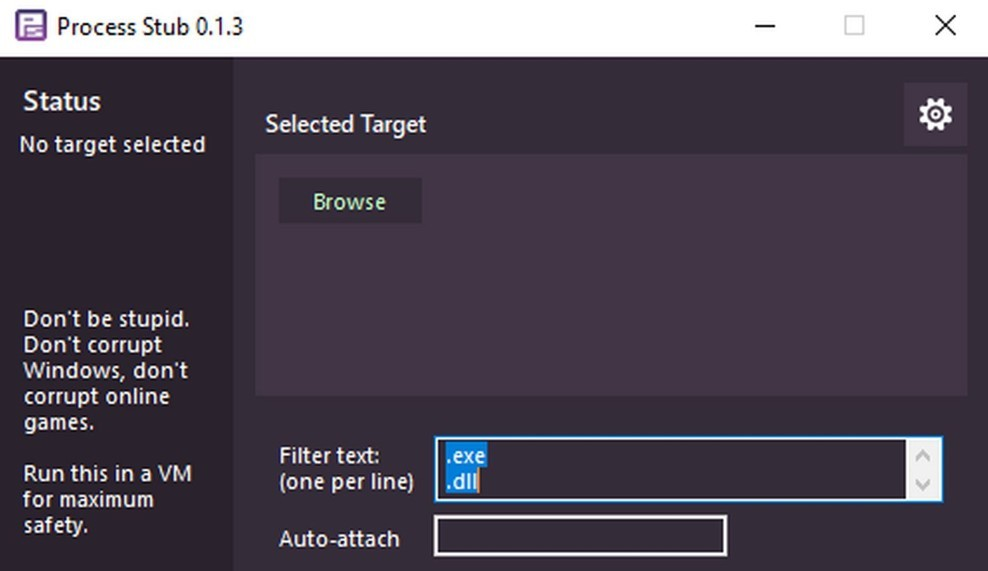 Process Stub 0.1.3
Status
No target selected
Selected Target
Browse
Don't be stupid.
Don't corrupt
Windows, don't
corrupt online
games.
Run this in a VM
for maximum
safety.
Filter text:
(one per line)
.exe
.dll
Auto-attach